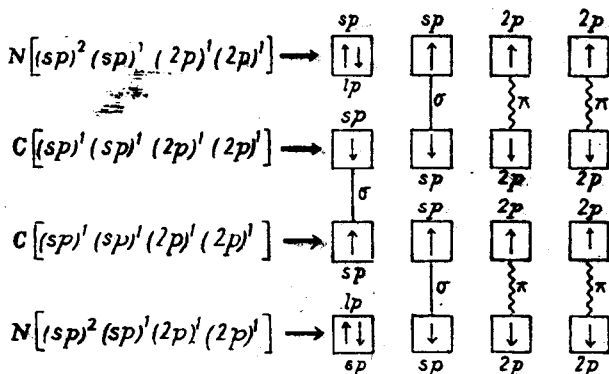 sp sp 2p 2p
N[(sp)² (sp)¹ (2p)¹ (2p)¹] → ↑↓ ↑ ↑ ↑
lp
σ π π
sp
C[(sp)¹ (sp)¹ (2p)¹ (2p)¹] → ↓ ↓ ↓ ↓
sp 2p 2p
σ
sp 2p 2p
C[(sp)¹ (sp)¹ (2p)¹ (2p)¹] → ↑ ↑ ↑ ↑
sp
σ π π
lp
N[(sp)² (sp)¹ (2p)¹ (2p)¹] → ↑↓ ↓ ↓ ↓
sp sp 2p 2p